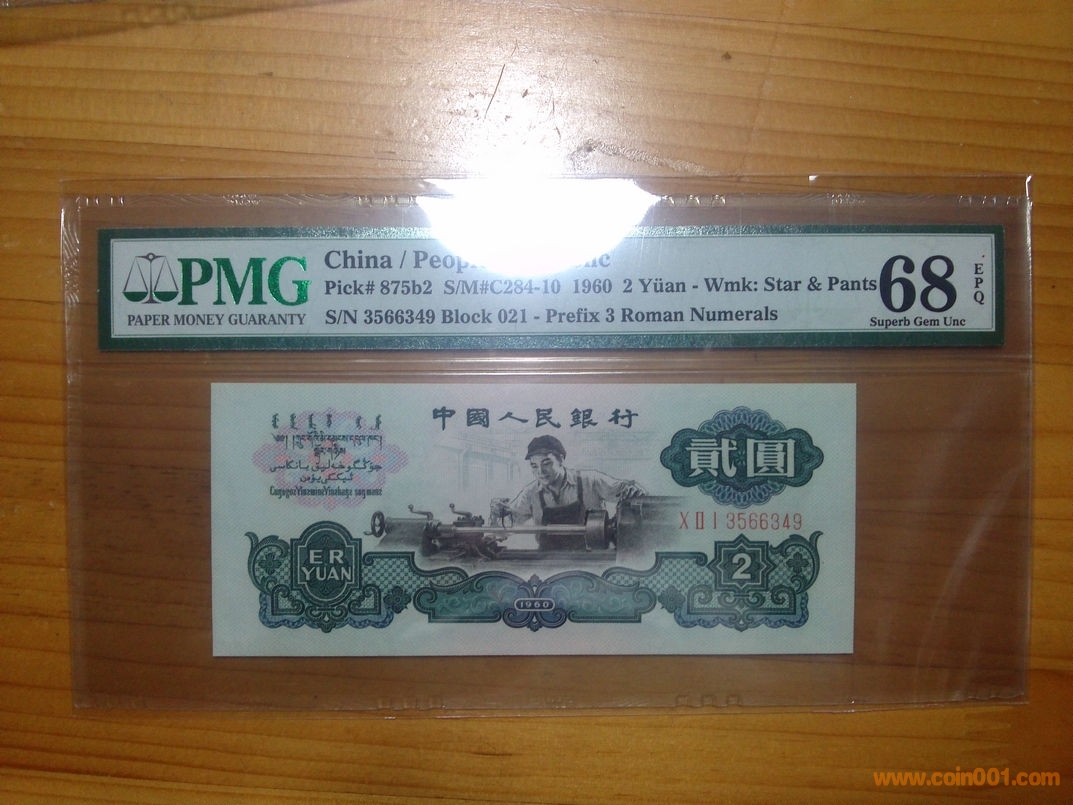 China / Peop
PMG
PAPER MONEY GUARANTY
Pick# 875b2 S/M#C284-10 1960 2 Yüan - Wmk: Star & Pants
S/N 3566349 Block 021 - Prefix 3 Roman Numerals
68
EPQ
Superb Gem Unc
中國人民銀行
貳圓
X II I 3566349
ER
YUAN
1960
2
www.coin001.com